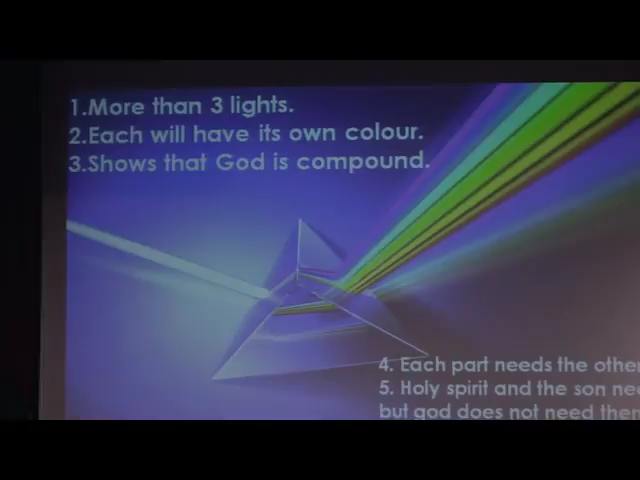 1.More than 3 lights.
2.Each will have its own colour.
3.Shows that God is compound.
4. Each part needs the other
5. Holy spirit and the son
but god does not need